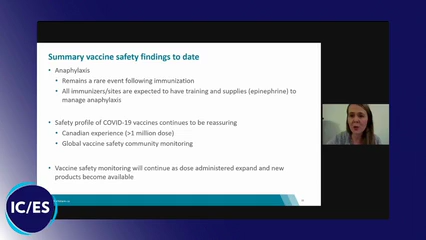 Summary vaccine safety findings to date
• Anaphylaxis
• Remains a rare event following immunization
• All immunizers/sites are expected to have training and supplies (epinephrine) to
manage anaphylaxis
• Safety profile of COVID-19 vaccines continues to be reassuring
• Canadian experience (>1 million dose)
• Global vaccine safety community monitoring
• Vaccine safety monitoring will continue as dose administered expand and new
products become available
IC/ES